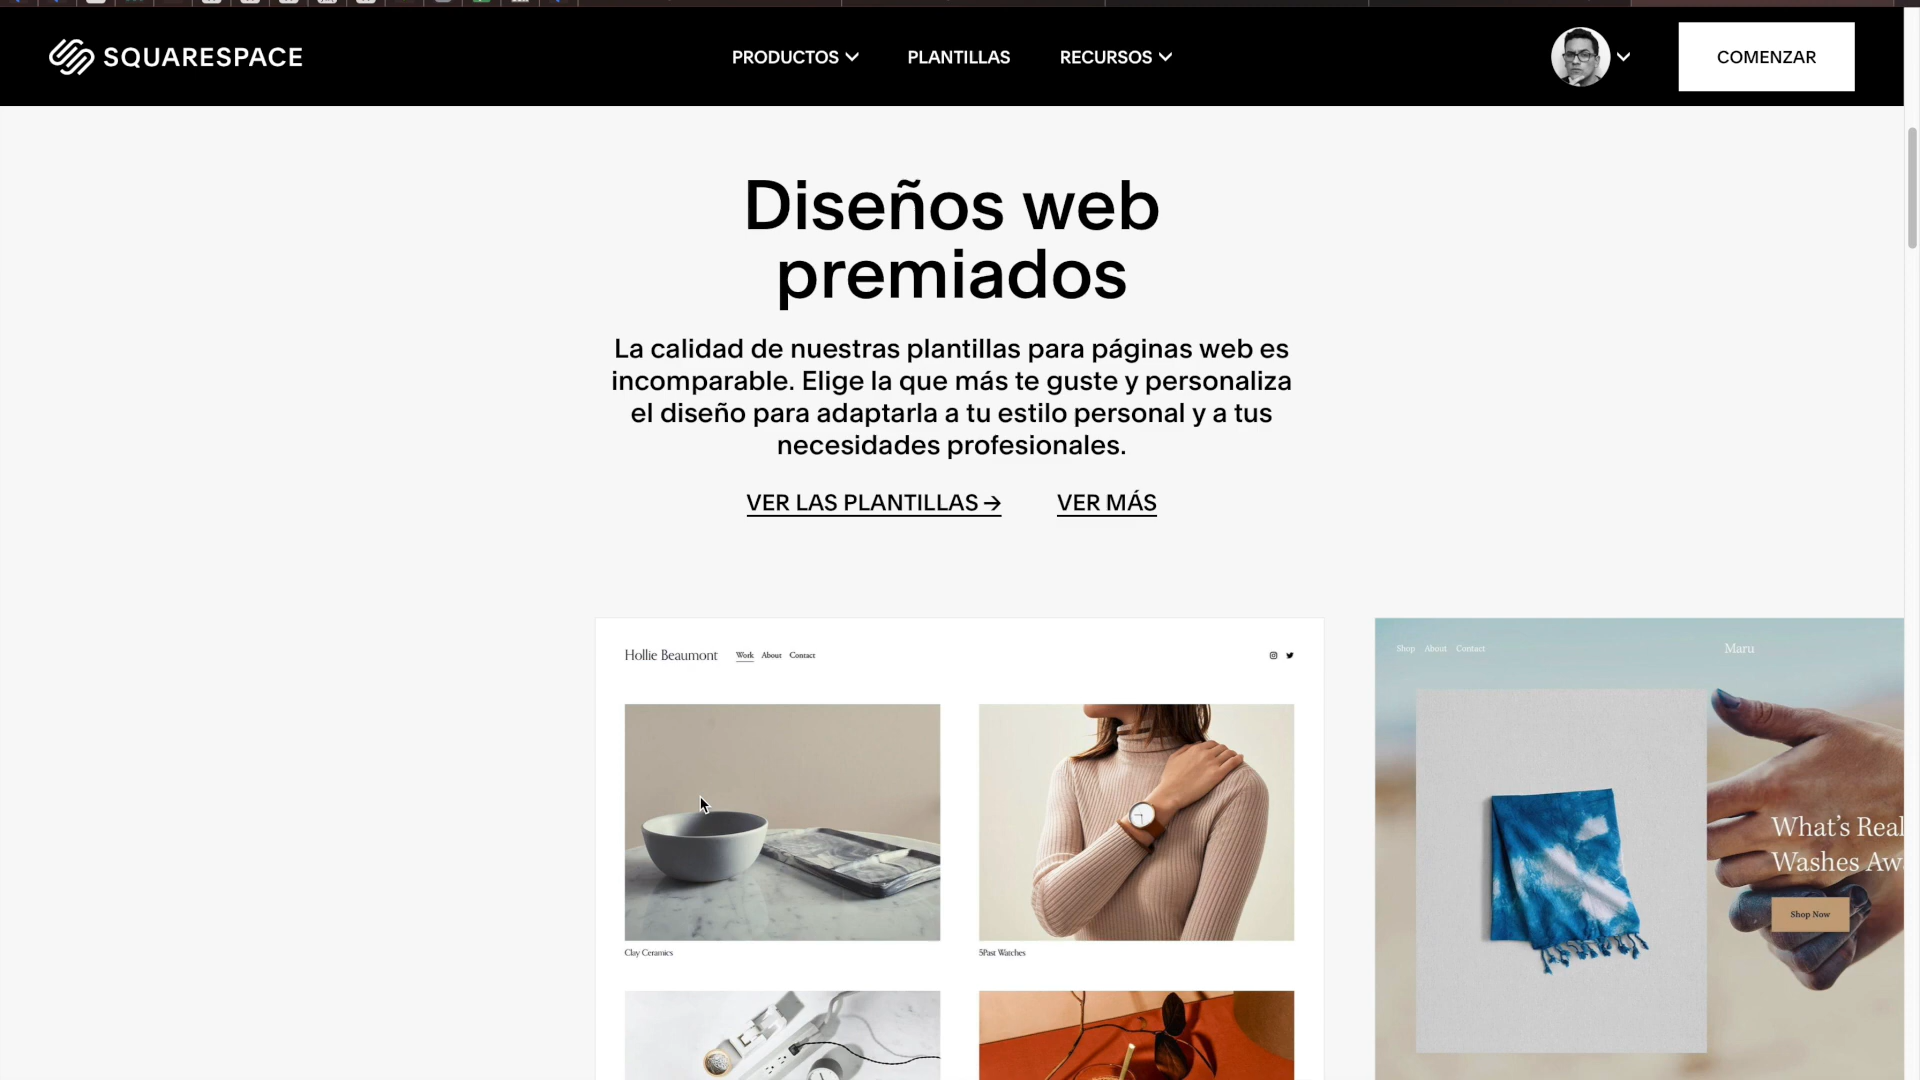 SQUARESPACE
PRODUCTOS
PLANTILLAS
RECURSOS
COMENZAR
Diseños web
premiados
La calidad de nuestras plantillas para páginas web es
incomparable. Elige la que más te guste y personaliza
el diseño para adaptarla a tu estilo personal y a tus
necesidades profesionales.
VER LAS PLANTILLAS →
VER MÁS
Hollie Beaumont
Work About Contact
Shop About Contact
Maru
What's Real
Washes Aw
Shop Now
Clay Ceramics
5Past Watches